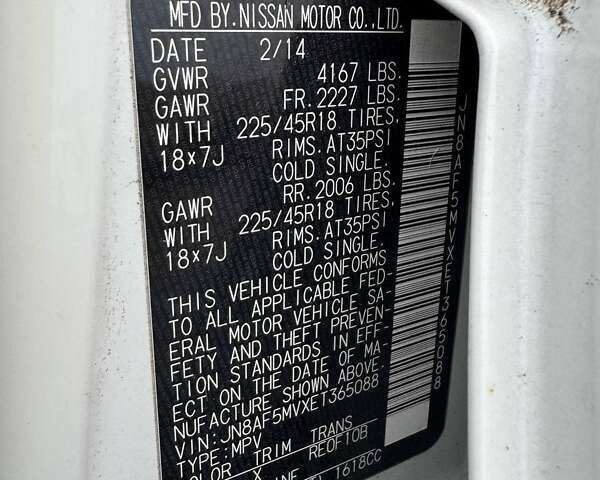 MFD BY.NISSAN MOTOR CO.,LTD.
DATE 2/14
GVWR 4167 LBS.
GAWR FR.2227 LBS.
WITH 225/45R18 TIRES.
18×7J RIMS.AT35PSI
COLD SINGLE.
GAWR RR.2006 LBS.
WITH 225/45R18 TIRES.
18×7J RIMS.AT35PSI
COLD SINGLE.
THIS VEHICLE CONFORMS
TO ALL APPLICABLE FED-
ERAL MOTOR VEHICLE SA-
FETY AND THEFT PREVEN-
TION STANDARDS IN EFF-
ECT ON THE DATE OF MA-
NUFACTURE SHOWN ABOVE.
VIN:JN8AF5MVXET365088
TYPE:MPV
COLOR TRIM TRANS
X RE0F10B
1618CC
JN8AF5MVXET365088